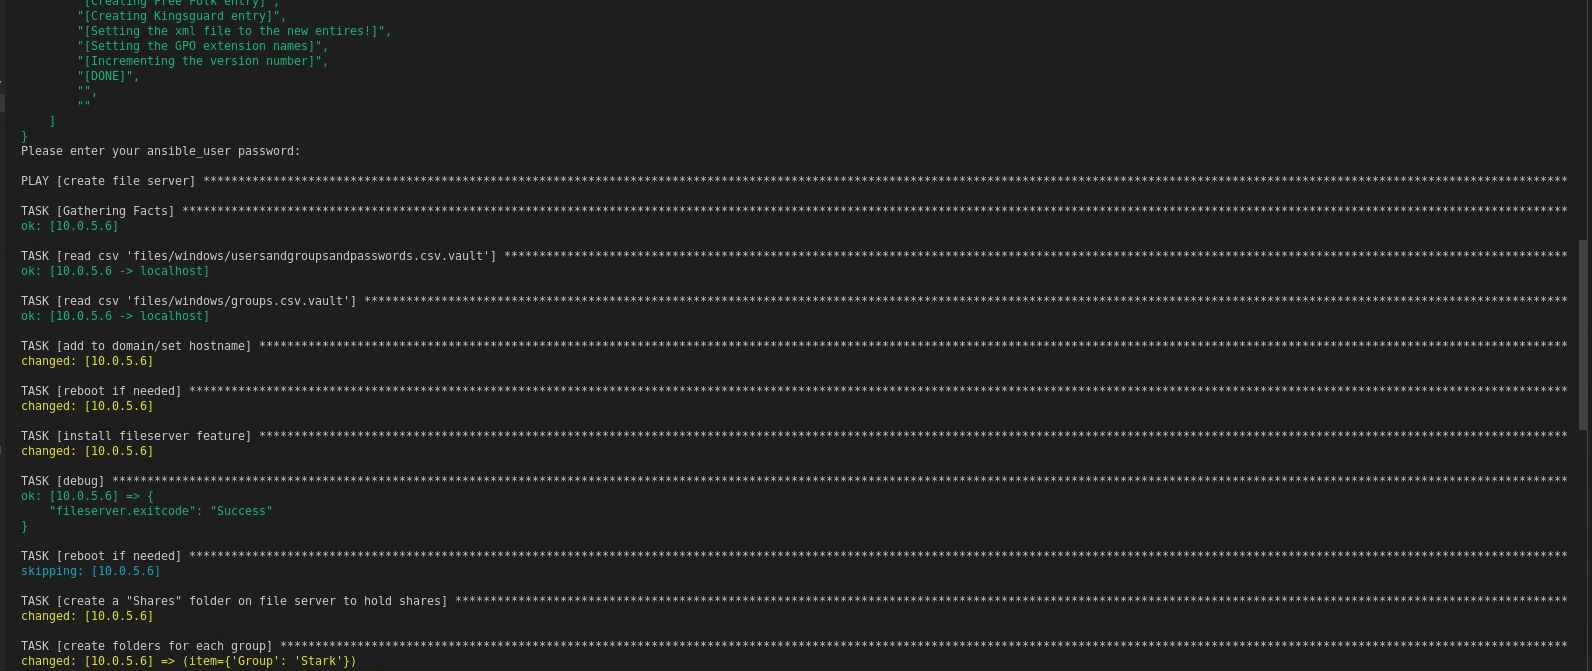 "[Creating Free Folk entry]",
"[Creating Kingsguard entry]",
"[Setting the xml file to the new entires!]",
"[Setting the GPO extension names]",
"[Incrementing the version number]",
"[DONE]",
"",
""
]
}
Please enter your ansible_user password:
PLAY [create file server] ***************************************************************************************************************************************************************************************************
TASK [Gathering Facts] ******************************************************************************************************************************************************************************************************
ok: [10.0.5.6]
TASK [read csv 'files/windows/usersandgroupsandpasswords.csv.vault'] ********************************************************************************************************************************************************
ok: [10.0.5.6 -> localhost]
TASK [read csv 'files/windows/groups.csv.vault'] ****************************************************************************************************************************************************************************
ok: [10.0.5.6 -> localhost]
TASK [add to domain/set hostname] *******************************************************************************************************************************************************************************************
changed: [10.0.5.6]
TASK [reboot if needed] *****************************************************************************************************************************************************************************************************
changed: [10.0.5.6]
TASK [install fileserver feature] *******************************************************************************************************************************************************************************************
changed: [10.0.5.6]
TASK [debug] ****************************************************************************************************************************************************************************************************************
ok: [10.0.5.6] => {
"fileserver.exitcode": "Success"
}
TASK [reboot if needed] *****************************************************************************************************************************************************************************************************
skipping: [10.0.5.6]
TASK [create a "Shares" folder on file server to hold shares] ***************************************************************************************************************************************************************
changed: [10.0.5.6]
TASK [create folders for each group] ****************************************************************************************************************************************************************************************
changed: [10.0.5.6] => (item={'Group': 'Stark'})